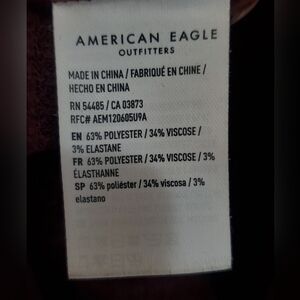 AMERICAN EAGLE
OUTFITTERS
MADE IN CHINA / FABRIQUÉ EN CHINE /
HECHO EN CHINA
RN 54485 / CA 03873
RFC# AEM120605U9A
EN 63% POLYESTER / 34% VISCOSE /
3% ELASTANE
FR 63% POLYESTER / 34% VISCOSE / 3%
ÉLASTHANNE
SP 63% poliéster / 34% viscosa / 3%
elastano